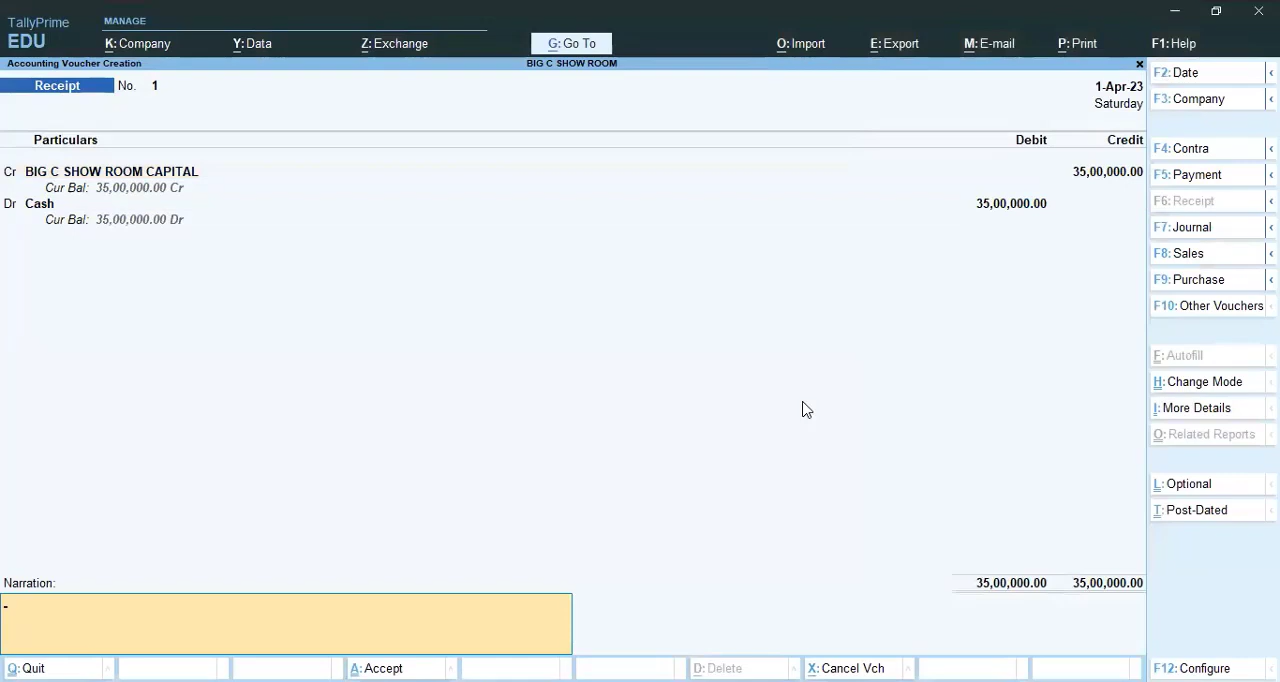 TallyPrime
EDU
MANAGE
K: Company Y: Data Z: Exchange G: Go To O: Import E: Export M: E-mail P: Print F1: Help
Accounting Voucher Creation BIG C SHOW ROOM
Receipt No. 1 1-Apr-23
Saturday
Particulars Debit Credit
Cr BIG C SHOW ROOM CAPITAL 35,00,000.00
Cur Bal: 35,00,000.00 Cr
Dr Cash 35,00,000.00
Cur Bal: 35,00,000.00 Dr
Narration: 35,00,000.00 35,00,000.00
Q: Quit A: Accept D: Delete X: Cancel Vch
F2: Date
F3: Company
F4: Contra
F5: Payment
F6: Receipt
F7: Journal
F8: Sales
F9: Purchase
F10: Other Vouchers
F: Autofill
H: Change Mode
I: More Details
O: Related Reports
L: Optional
T: Post-Dated
F12: Configure